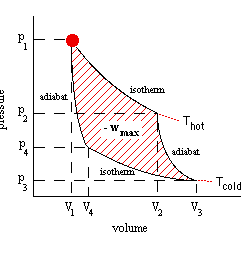 P1
isotherm
adiabat
pressure
P2
Thot
- Wmax
adiabat
P4
isotherm
P3
Tcold
V1 V4 V2 V3
volume